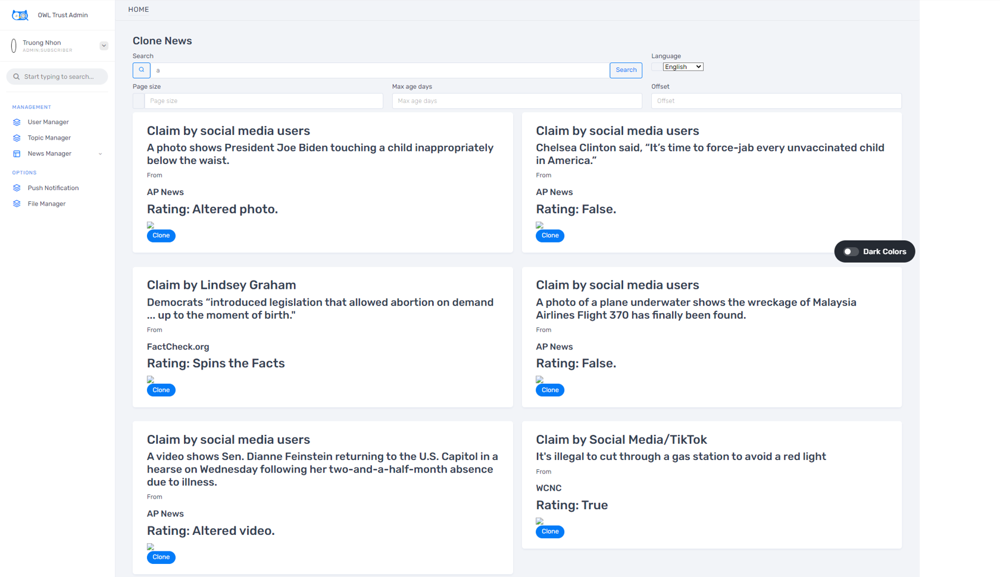 OWL Trust Admin
HOME
Truong Nhon
ADMIN;SUBSCRIBER
Start typing to search...
MANAGEMENT
User Manager
Topic Manager
News Manager
OPTIONS
Push Notification
File Manager
Clone News
Search
Language
a
Search
English
Page size
Max age days
Offset
Page size
Max age days
Offset
Claim by social media users
A photo shows President Joe Biden touching a child inappropriately
below the waist.
From
AP News
Rating: Altered photo.
Clone
Claim by social media users
Chelsea Clinton said, “It’s time to force-jab every unvaccinated child
in America.”
From
AP News
Rating: False.
Clone
Dark Colors
Claim by Lindsey Graham
Democrats “introduced legislation that allowed abortion on demand
... up to the moment of birth."
From
FactCheck.org
Rating: Spins the Facts
Clone
Claim by social media users
A photo of a plane underwater shows the wreckage of Malaysia
Airlines Flight 370 has finally been found.
From
AP News
Rating: False.
Clone
Claim by social media users
A video shows Sen. Dianne Feinstein returning to the U.S. Capitol in a
hearse on Wednesday following her two-and-a-half-month absence
due to illness.
From
AP News
Rating: Altered video.
Clone
Claim by Social Media/TikTok
It's illegal to cut through a gas station to avoid a red light
From
WCNC
Rating: True
Clone